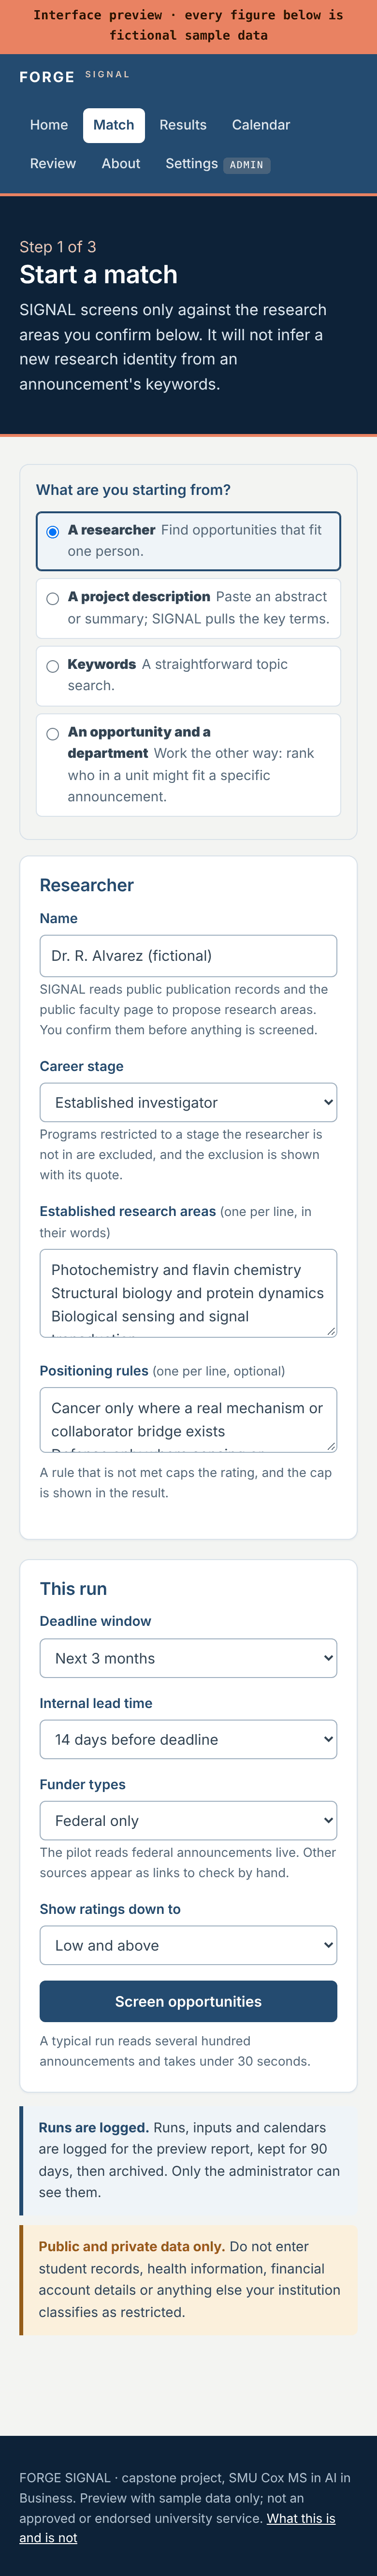 Interface preview · every figure below is
fictional sample data
FORGE SIGNAL
Home Match Results Calendar
Review About Settings ADMIN
Step 1 of 3
Start a match
SIGNAL screens only against the research
areas you confirm below. It will not infer a
new research identity from an
announcement's keywords.
What are you starting from?
A researcher Find opportunities that fit
one person.
A project description Paste an abstract
or summary; SIGNAL pulls the key terms.
Keywords A straightforward topic
search.
An opportunity and a
department Work the other way: rank
who in a unit might fit a specific
announcement.
Researcher
Name
Dr. R. Alvarez (fictional)
SIGNAL reads public publication records and the
public faculty page to propose research areas.
You confirm them before anything is screened.
Career stage
Established investigator
Programs restricted to a stage the researcher is
not in are excluded, and the exclusion is shown
with its quote.
Established research areas (one per line, in
their words)
Photochemistry and flavin chemistry
Structural biology and protein dynamics
Biological sensing and signal
Positioning rules (one per line, optional)
Cancer only where a real mechanism or
collaborator bridge exists
A rule that is not met caps the rating, and the cap
is shown in the result.
This run
Deadline window
Next 3 months
Internal lead time
14 days before deadline
Funder types
Federal only
The pilot reads federal announcements live. Other
sources appear as links to check by hand.
Show ratings down to
Low and above
Screen opportunities
A typical run reads several hundred
announcements and takes under 30 seconds.
Runs are logged. Runs, inputs and calendars
are logged for the preview report, kept for 90
days, then archived. Only the administrator can
see them.
Public and private data only. Do not enter
student records, health information, financial
account details or anything else your institution
classifies as restricted.
FORGE SIGNAL · capstone project, SMU Cox MS in AI in
Business. Preview with sample data only; not an
approved or endorsed university service. What this is
and is not